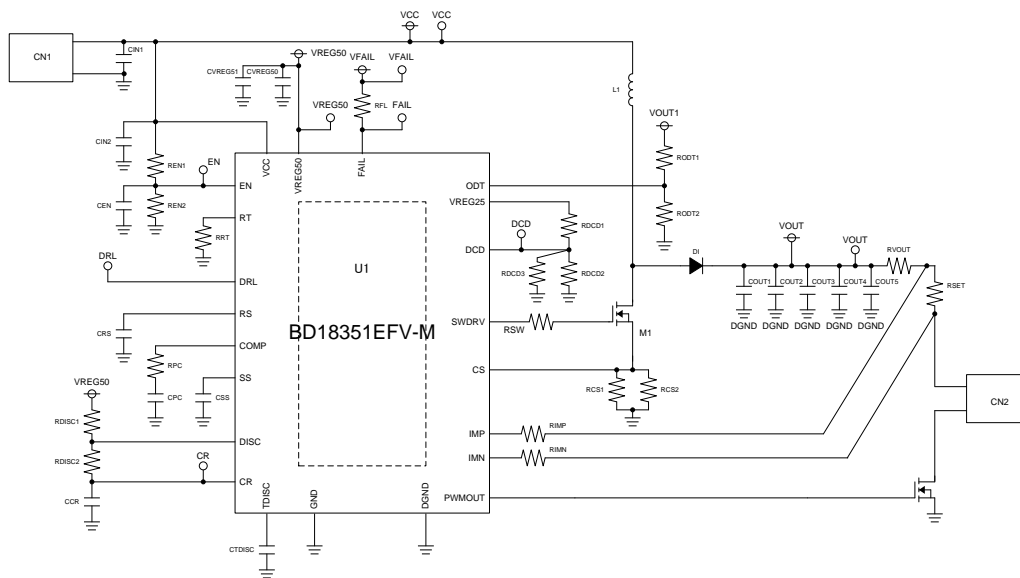 VCC VCC
CN1
CIN1
VREG50
VFAIL
VFAIL
CVREG51
CVREG50
RFL
VREG50
FAIL
L1
VOUT1
CIN2
REN1
EN
VCC
VREG50
FAIL
RODT1
CEN
REN2
EN
ODT
VREG25
RODT2
RT
RRT
DCD
DCD
RDCD1
VOUT
VOUT
RVOUT
DRL
DRL
U1
RDCD3
RDCD2
DI
COUT1
COUT2
COUT3
COUT4
COUT5
RSET
DGND DGND DGND DGND DGND
RS
CRS
BD18351EFV-M
SWDRV
RSW
M1
COMP
RPC
CPC
SS
CSS
CS
RCS1
RCS2
CN2
VREG50
RDISC1
DISC
RDISC2
CR
CR
CCR
IMP
RIMP
IMN
RIMN
PWMOUT
TDISC
GND
DGND
CTDISC